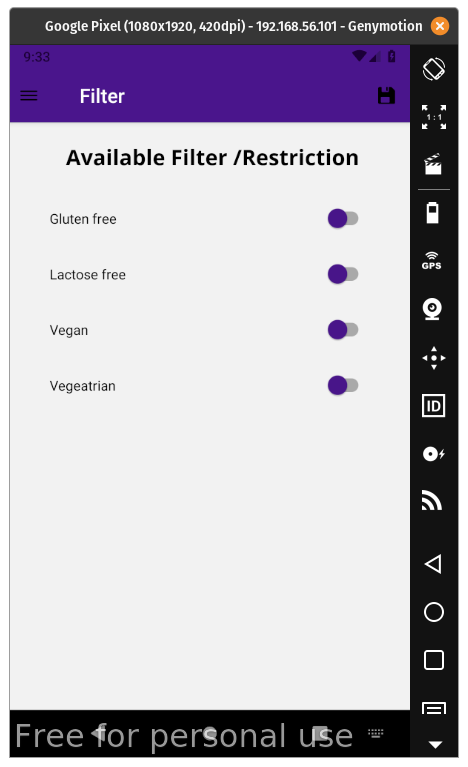 Google Pixel (1080x1920, 420dpi) - 192.168.56.101 - Genymotion
9:33
Filter
1:1
Available Filter /Restriction
Gluten free
Lactose free
GPS
Vegan
Vegeatrian
ID
Free for personal use